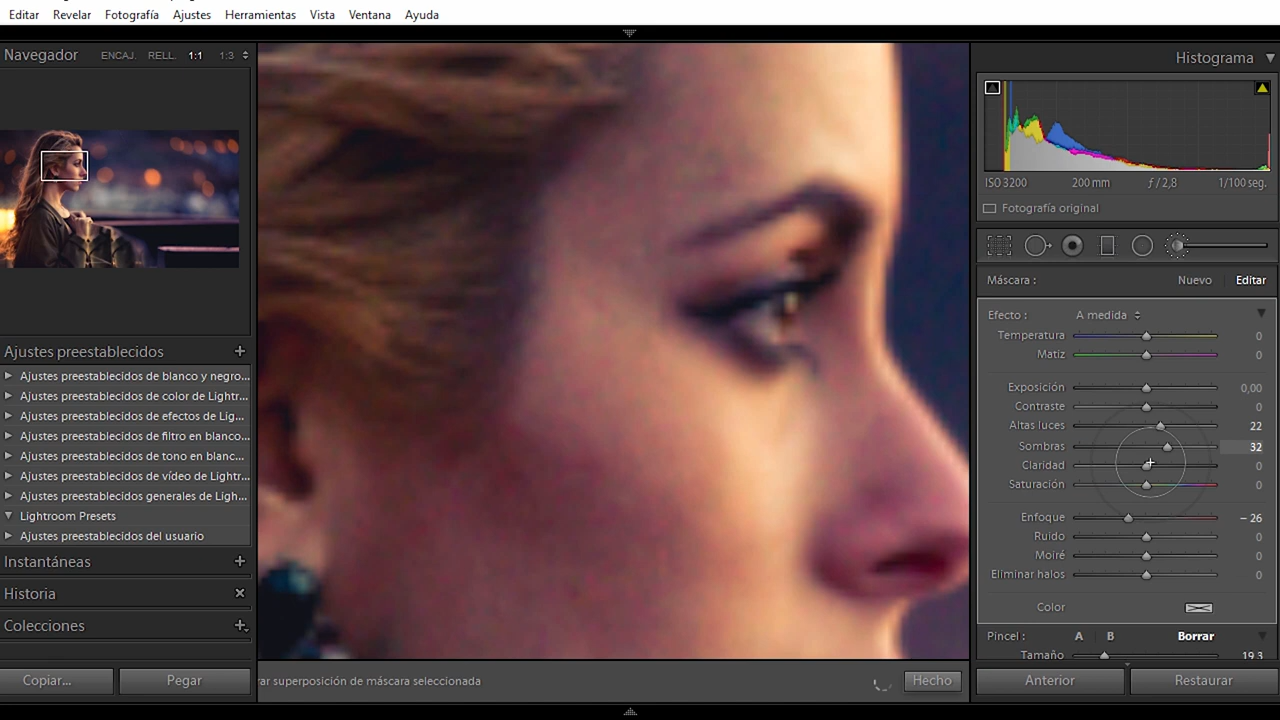 Editar Revelar Fotografía Ajustes Herramientas Vista Ventana Ayuda
Navegador ENCAJ. RELL. 1:1 1:3
Ajustes preestablecidos
Ajustes preestablecidos de blanco y negro...
Ajustes preestablecidos de color de Lightr...
Ajustes preestablecidos de efectos de Lig...
Ajustes preestablecidos de filtro en blanco...
Ajustes preestablecidos de tono en blanc...
Ajustes preestablecidos de vídeo de Lightr...
Ajustes preestablecidos generales de Ligh...
Lightroom Presets
Ajustes preestablecidos del usuario
Instantáneas
Historia
Colecciones
Copiar... Pegar
rar superposición de máscara seleccionada
Hecho
Histograma
ISO 3200 200 mm ƒ / 2,8 1/100 seg.
Fotografía original
Máscara : Nuevo Editar
Efecto : A medida
Temperatura 0
Matiz 0
Exposición 0,00
Contraste 0
Altas luces 22
Sombras 32
Claridad 0
Saturación 0
Enfoque – 26
Ruido 0
Moiré 0
Eliminar halos 0
Color
Pincel : A B Borrar
Tamaño 19,3
Anterior Restaurar